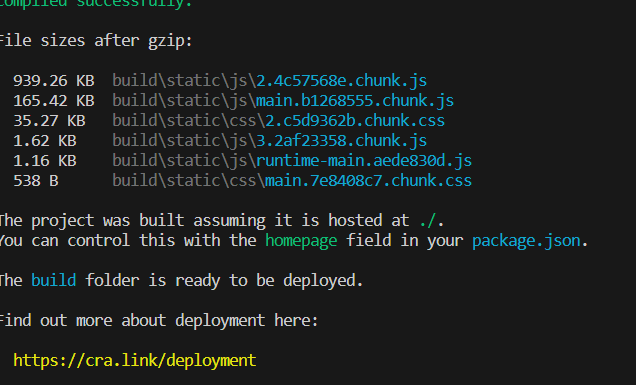 compiled successfully.
File sizes after gzip:
939.26 KB build\static\js\2.4c57568e.chunk.js
165.42 KB build\static\js\main.b1268555.chunk.js
35.27 KB build\static\css\2.c5d9362b.chunk.css
1.62 KB build\static\js\3.2af23358.chunk.js
1.16 KB build\static\js\runtime-main.aede830d.js
538 B build\static\css\main.7e8408c7.chunk.css
The project was built assuming it is hosted at ./.
You can control this with the homepage field in your package.json.
The build folder is ready to be deployed.
Find out more about deployment here:
https://cra.link/deployment